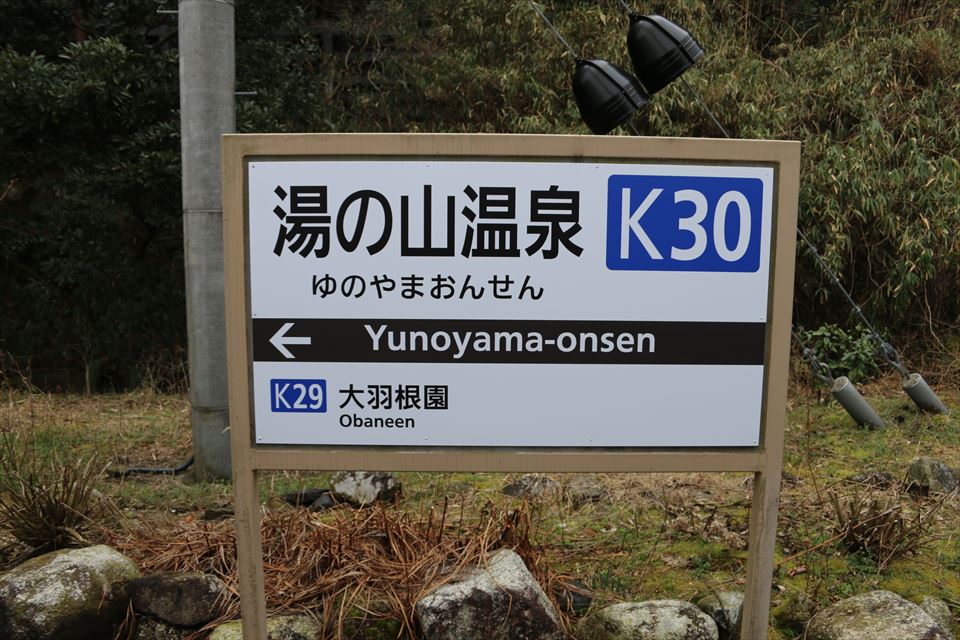 湯の山温泉 K30
ゆのやまおんせん
← Yunoyama-onsen
K29 大羽根園
Obaneen